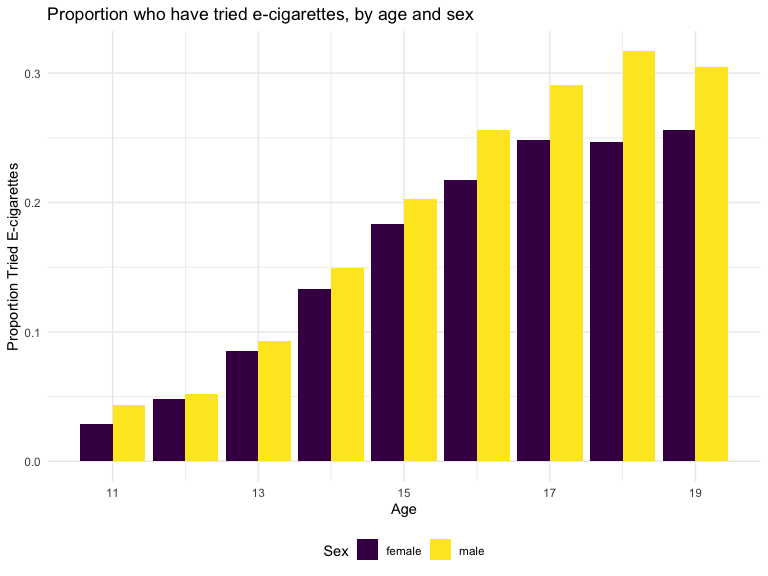 Proportion who have tried e-cigarettes, by age and sex
Proportion Tried E-cigarettes
0.3
0.2
0.1
0.0
11 13 15 17 19
Age
Sex female male